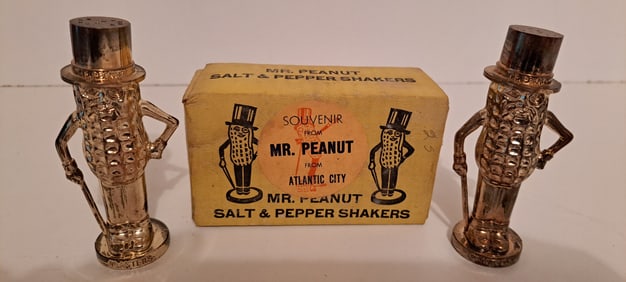 MR. PEANUT
SALT & PEPPER SHAKERS
SOUVENIR
FROM
MR. PEANUT
FROM
ATLANTIC CITY
MR. PEANUT
SALT & PEPPER SHAKERS